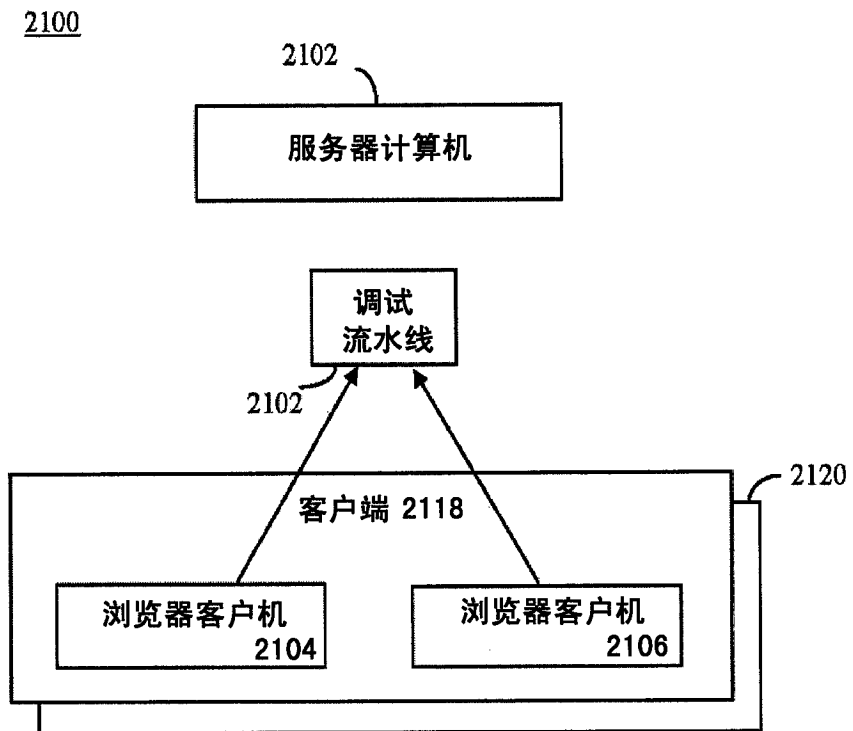 2100
2102
服务器计算机
调试
流水线
2102
2120
客户端 2118
浏览器客户机
2104
浏览器客户机
2106